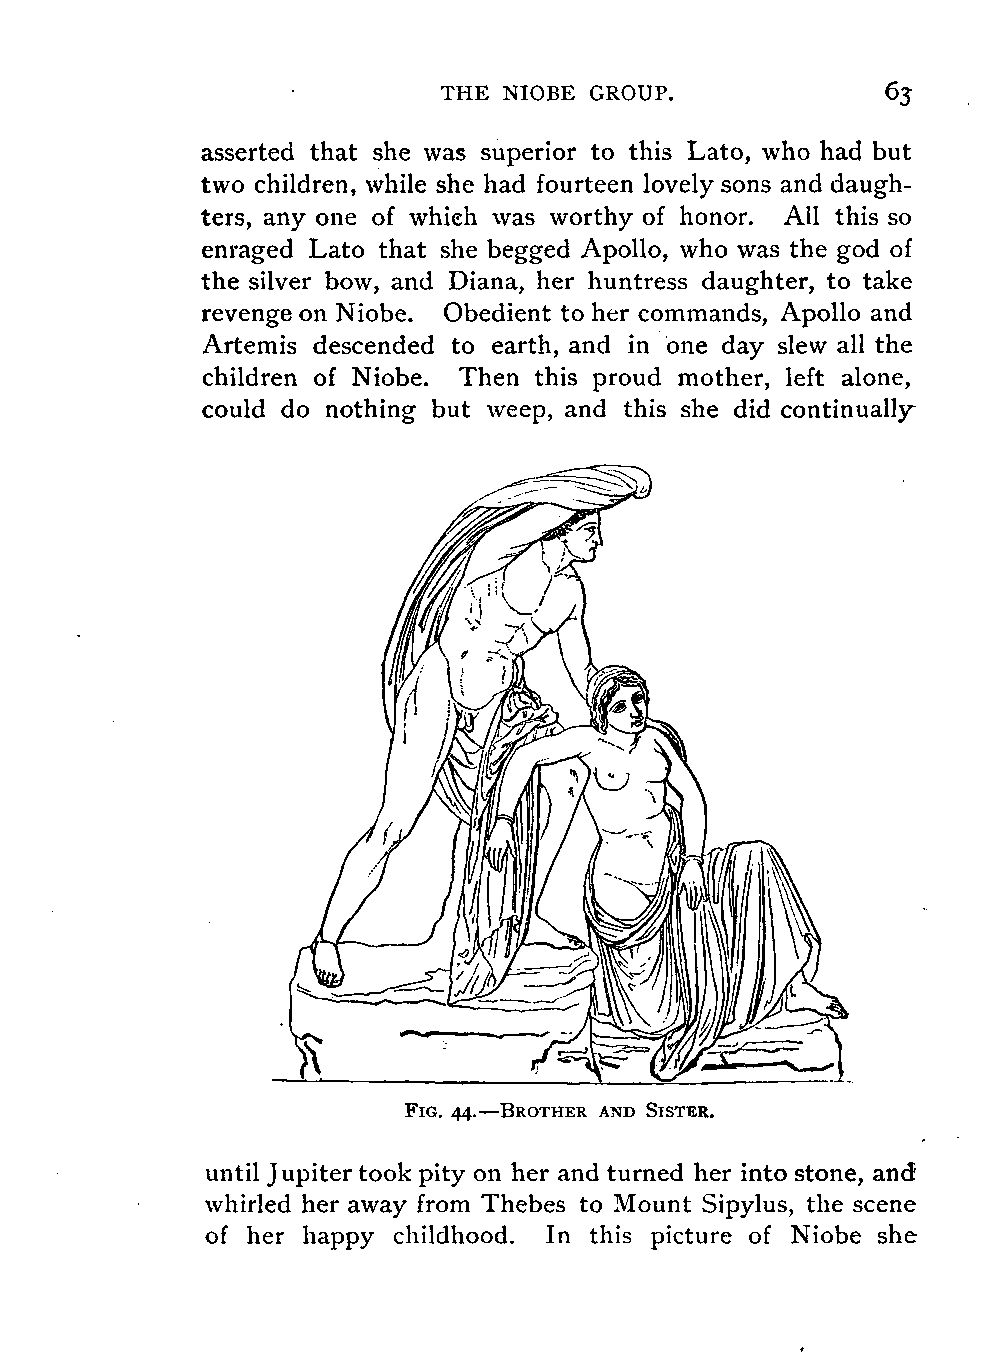 THE NIOBE GROUP. 63
asserted that she was superior to this Lato, who had but
two children, while she had fourteen lovely sons and daugh-
ters, any one of which was worthy of honor. All this so
enraged Lato that she begged Apollo, who was the god of
the silver bow, and Diana, her huntress daughter, to take
revenge on Niobe. Obedient to her commands, Apollo and
Artemis descended to earth, and in one day slew all the
children of Niobe. Then this proud mother, left alone,
could do nothing but weep, and this she did continually
FIG. 44.—BROTHER AND SISTER.
until Jupiter took pity on her and turned her into stone, and
whirled her away from Thebes to Mount Sipylus, the scene
of her happy childhood. In this picture of Niobe she